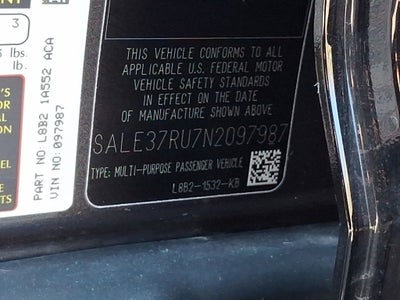 THIS VEHICLE CONFORMS TO ALL
APPLICABLE U.S. FEDERAL MOTOR
VEHICLE SAFETY STANDARDS
IN EFFECT ON THE DATE
OF MANUFACTURE SHOWN ABOVE
SALE37RU7N2097987
TYPE: MULTI-PURPOSE PASSENGER VEHICLE
L8B2-1532-KB
PART NO: L8B2 1A552 ACA
VIN NO: 097987
3
lbs.
lb.